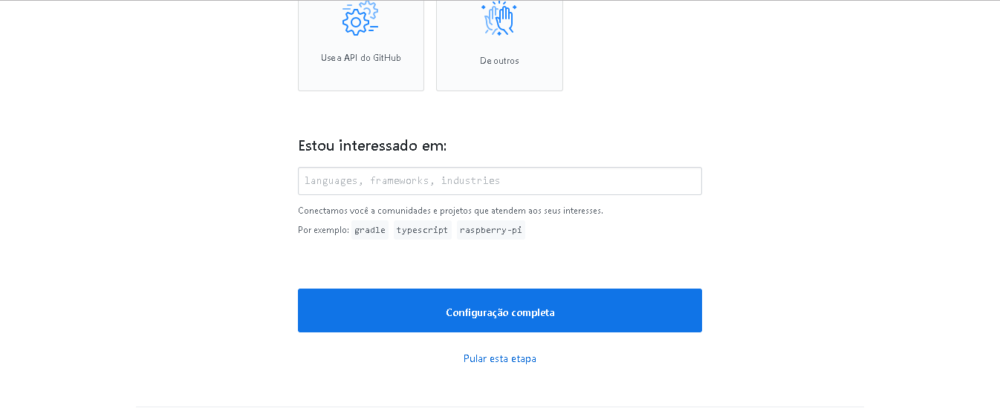 Use a API do GitHub
De outros
Estou interessado em:
languages, frameworks, industries
Conectamos você a comunidades e projetos que atendem aos seus interesses.
Por exemplo: gradle typescript raspberry-pi
Configuração completa
Pular esta etapa